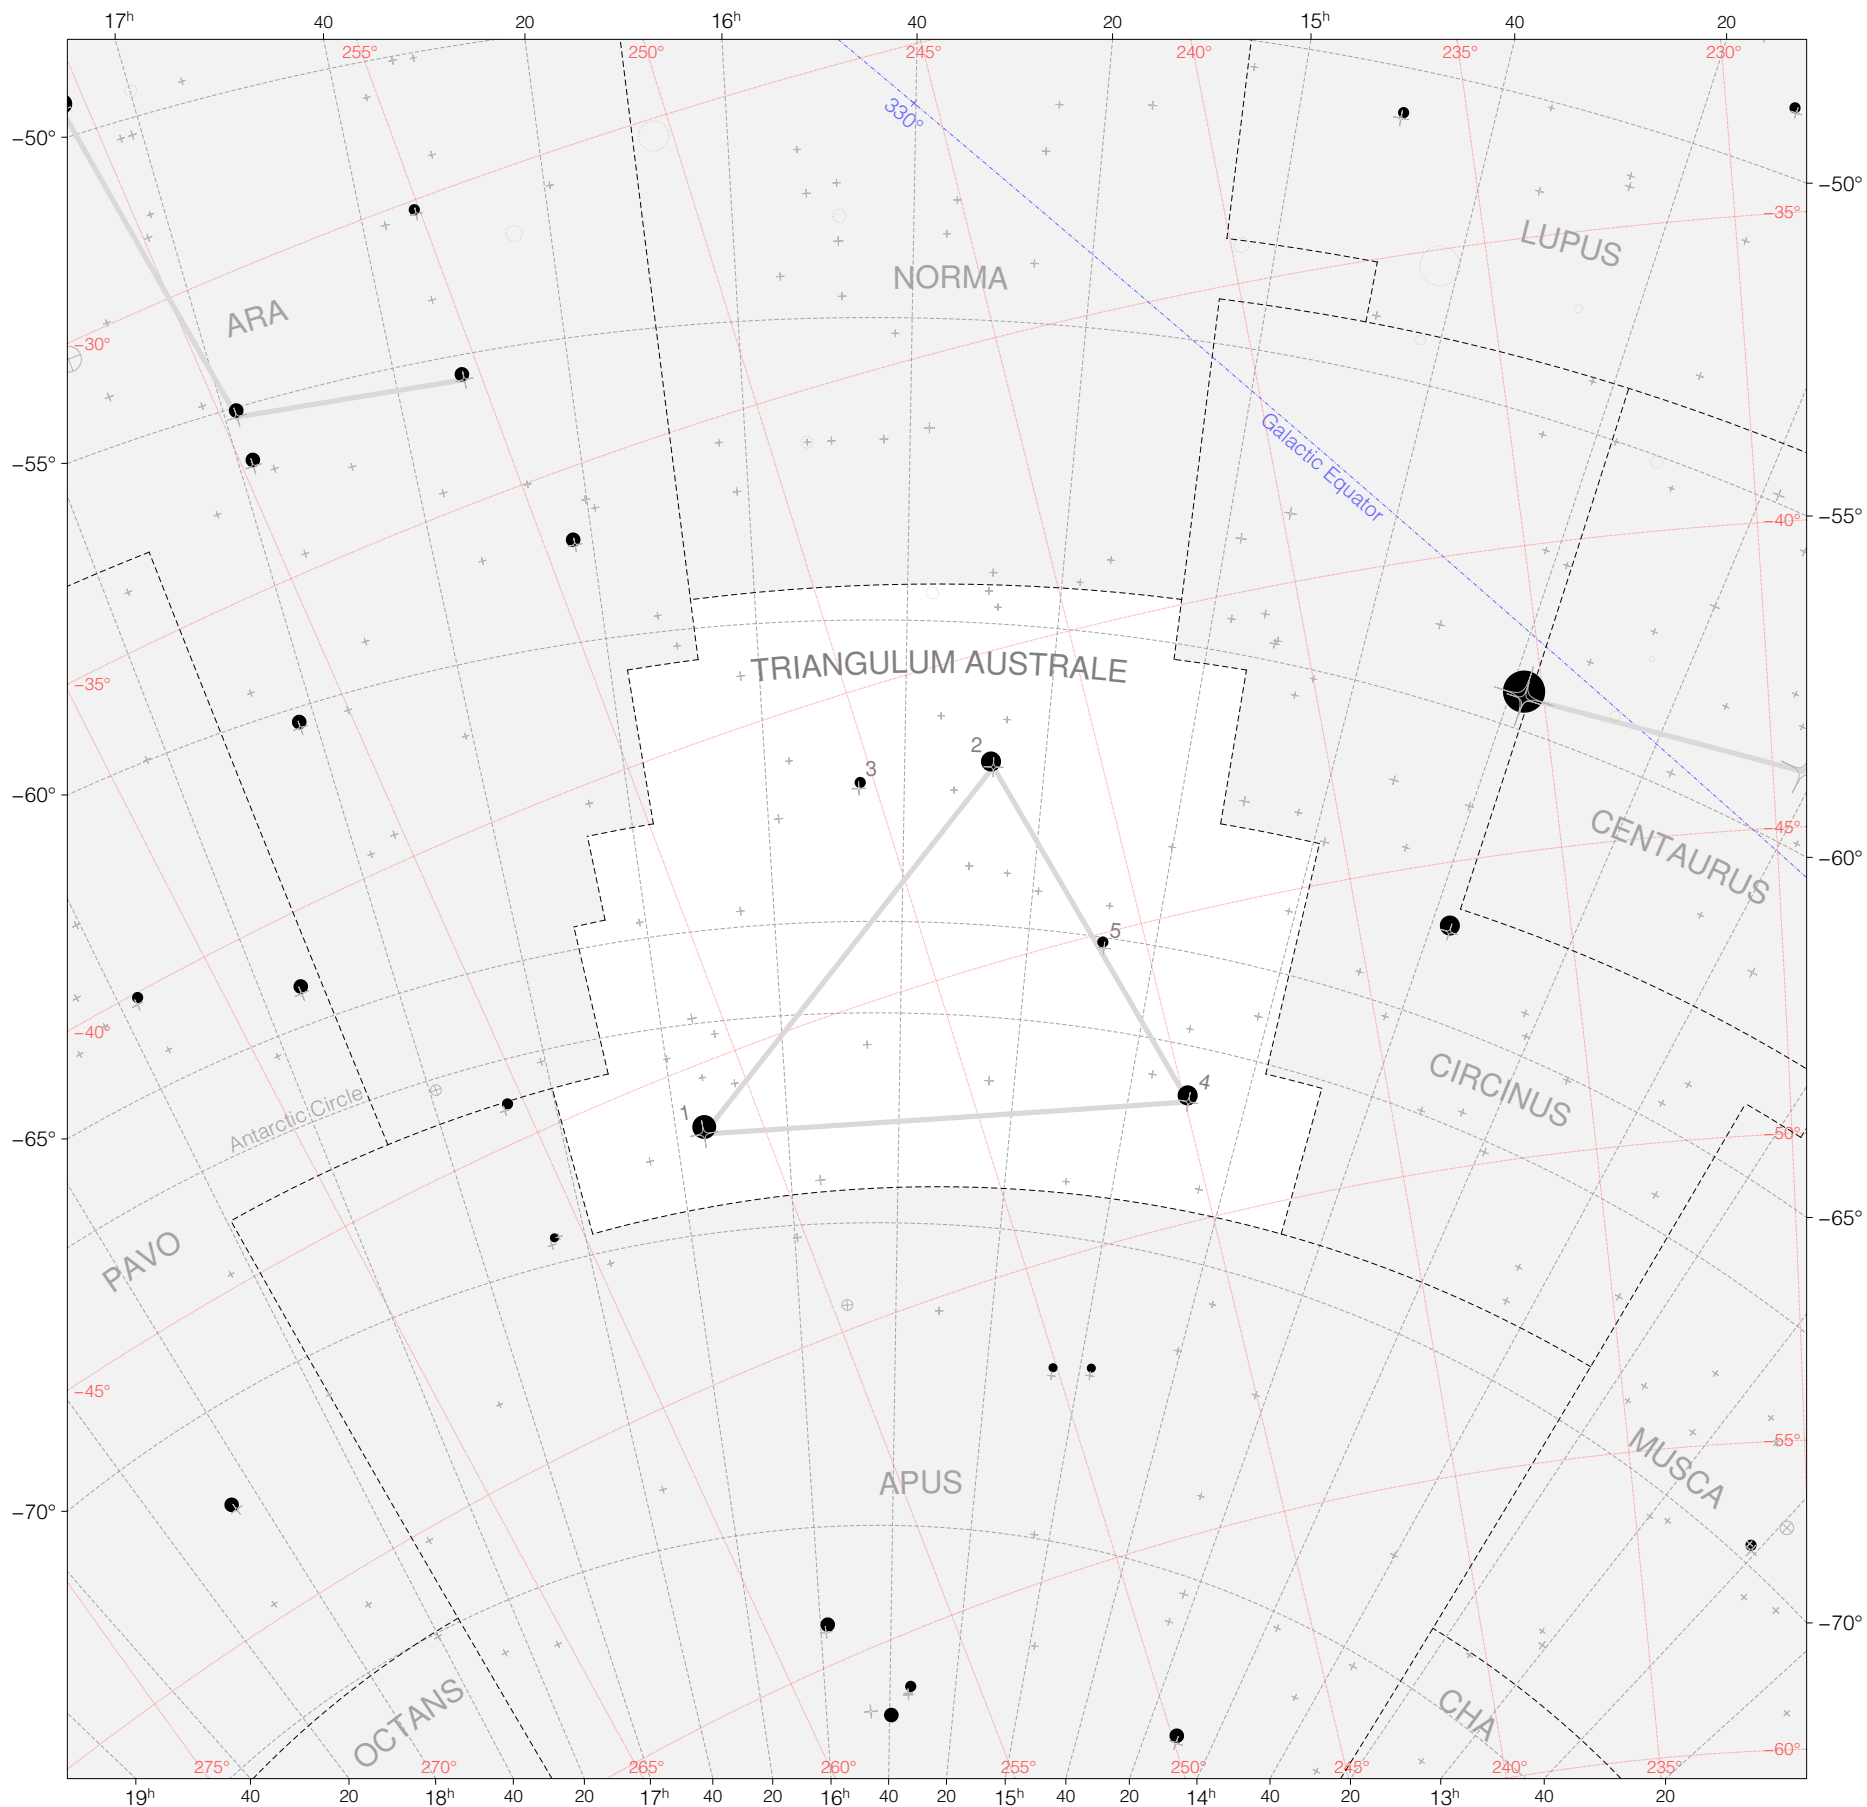 17h 40 20 16h 40 20 15h 40 20
255° 250° 245° 240° 235° 230°
330°
−50°
−50°
−35°
LUPUS
NORMA
ARA
−30°
Galactic Equator
−55°
−55°
−40°
TRIANGULUM AUSTRALE
−35°
2
3
−60°
−45°
CENTAURUS
−60°
5
−40°
CIRCINUS
4
1
Antarctic Circle
−65°
−50°
−65°
PAVO
−45°
MUSCA
−55°
APUS
−70°
−70°
OCTANS
CHA
−60°
275° 270° 265° 260° 255° 250° 245° 240° 235°
19h 40 20 18h 40 20 17h 40 20 16h 40 20 15h 40 20 14h 40 20 13h 40 20